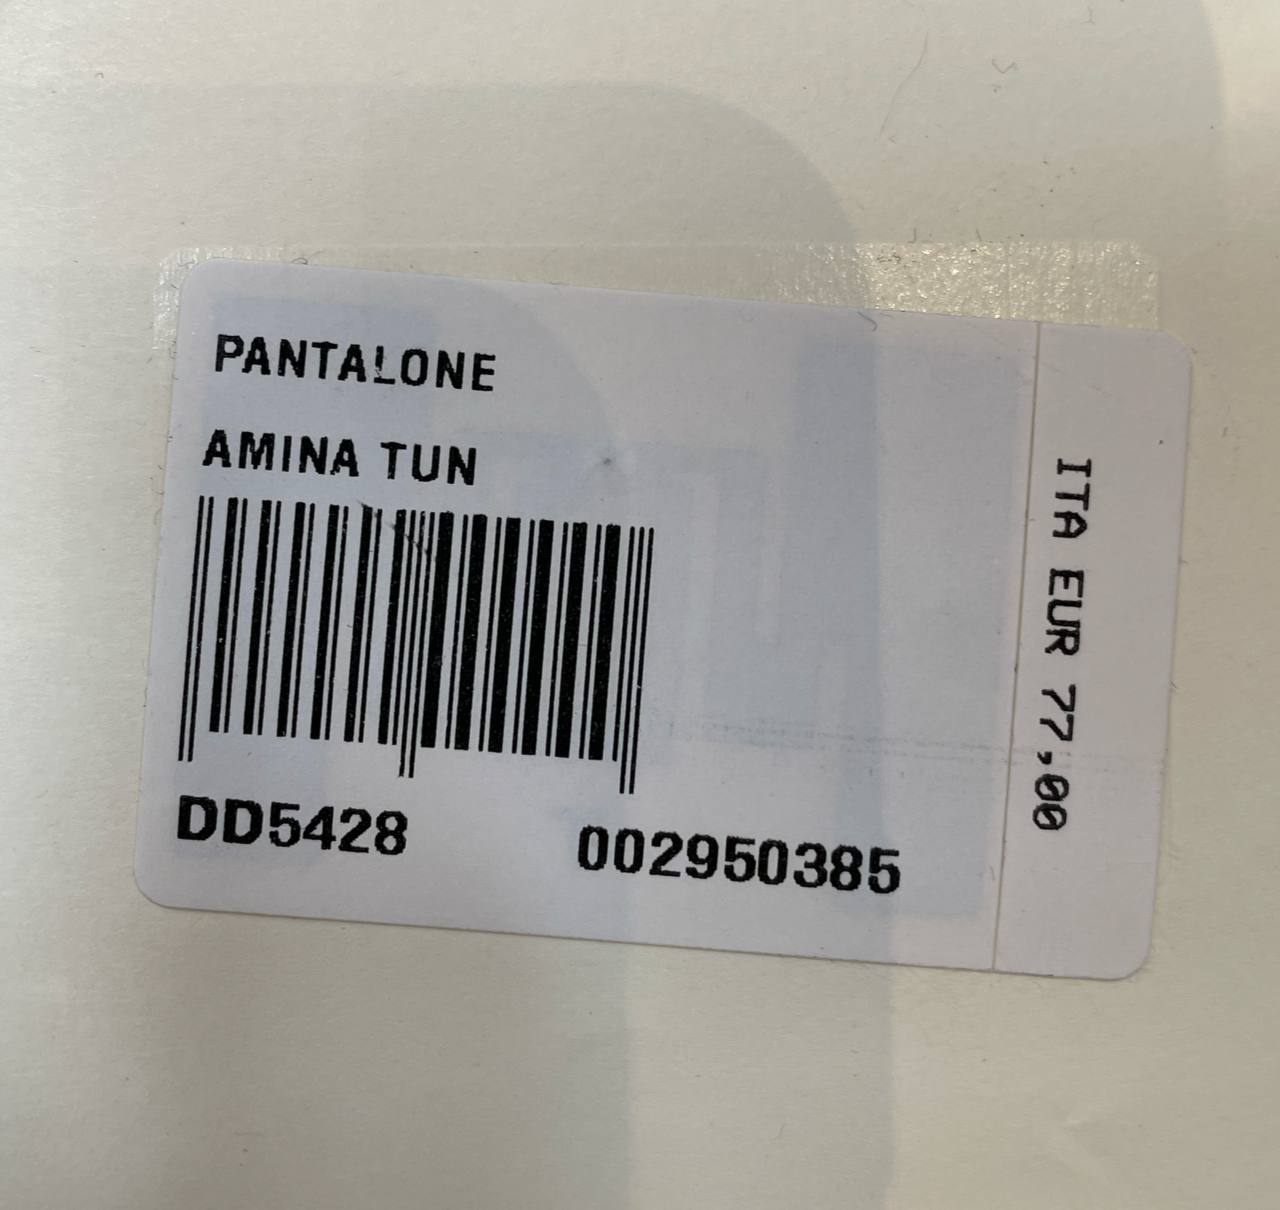 PANTALONE
AMINA TUN
DD5428 002950385
ITA EUR 77,00